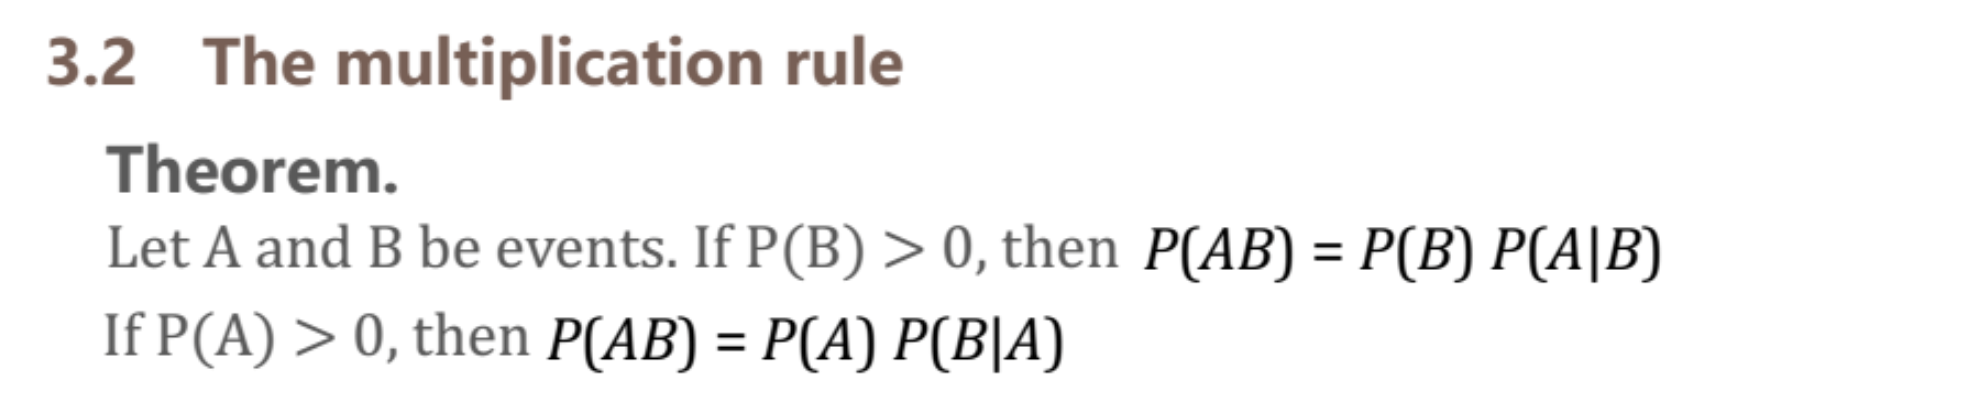 3.2 The multiplication rule
Theorem.
Let A and B be events. If P(B) > 0, then P(AB) = P(B) P(A|B)
If P(A) > 0, then P(AB) = P(A) P(B|A)